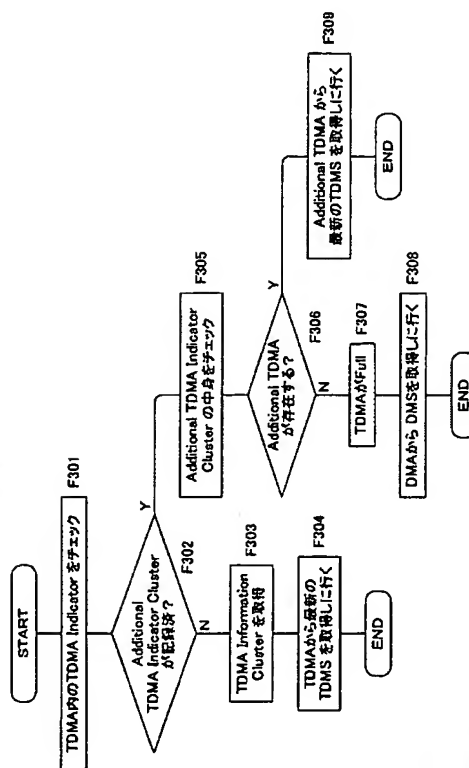 START
TDMA内のTDMA Indicator をチェック
F301
Additional
TDMA Indicator Cluster
が記録済?
F302
Y
N
TDMA Information
Cluster を取得
F303
TDMAから最新の
TDMS を取得しに行く
F304
END
Additional TDMA Indicator
Cluster の中身をチェック
F305
Additional TDMA
が存在する?
F306
Y
N
TDMAがFull
F307
DMAから DMSを取得しに行く
F308
END
Additional TDMA から
最新のTDMS を取得しに行く
F309
END